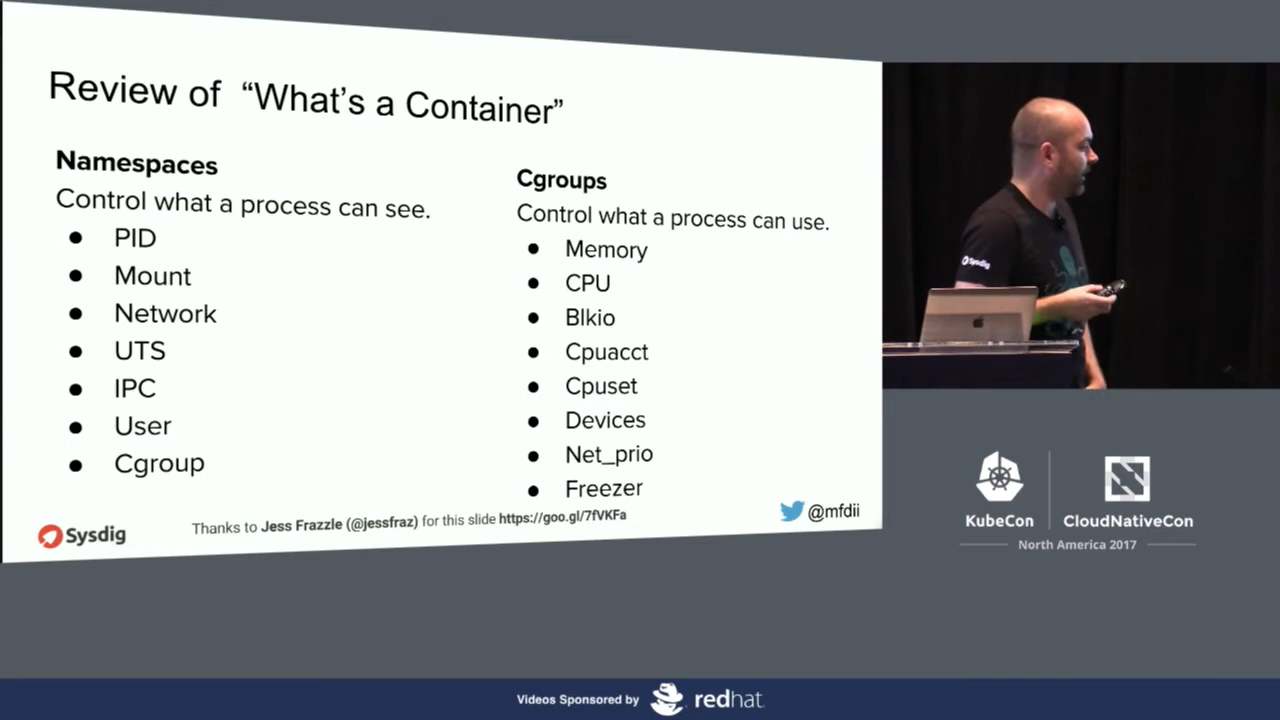 Review of “What’s a Container”
Namespaces
Control what a process can see.
● PID
● Mount
● Network
● UTS
● IPC
● User
● Cgroup
Cgroups
Control what a process can use.
● Memory
● CPU
● Blkio
● Cpuacct
● Cpuset
● Devices
● Net_prio
● Freezer
Sysdig
Thanks to Jess Frazzle (@jessfraz) for this slide https://goo.gl/7fVKFa
@mfdii
Sysdig
KubeCon
CloudNativeCon
North America 2017
Videos Sponsored by redhat.